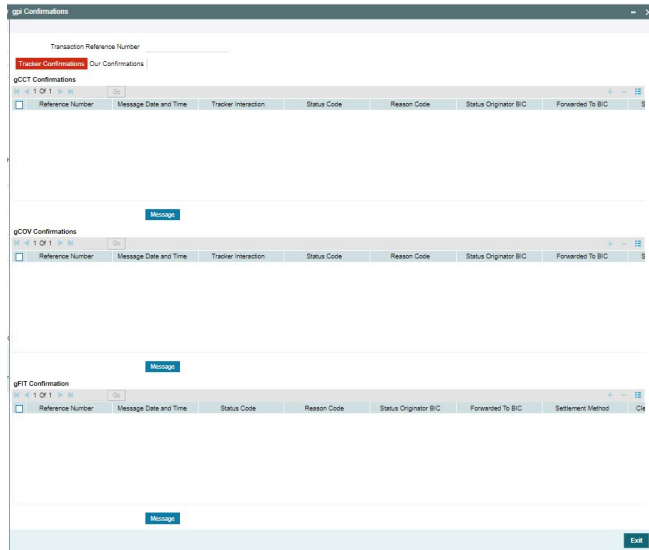 gpi Confirmations
Transaction Reference Number
Tracker Confirmations Our Confirmations
gCCT Confirmations
1 Of 1 Go
Reference Number Message Date and Time Tracker Interaction Status Code Reason Code Status Originator BIC Forwarded To BIC S
Message
gCOV Confirmations
1 Of 1 Go
Reference Number Message Date and Time Tracker Interaction Status Code Reason Code Status Originator BIC Forwarded To BIC S
Message
gFIT Confirmation
1 Of 1 Go
Reference Number Message Date and Time Status Code Reason Code Status Originator BIC Forwarded To BIC Settlement Method Cle
Message
Exit